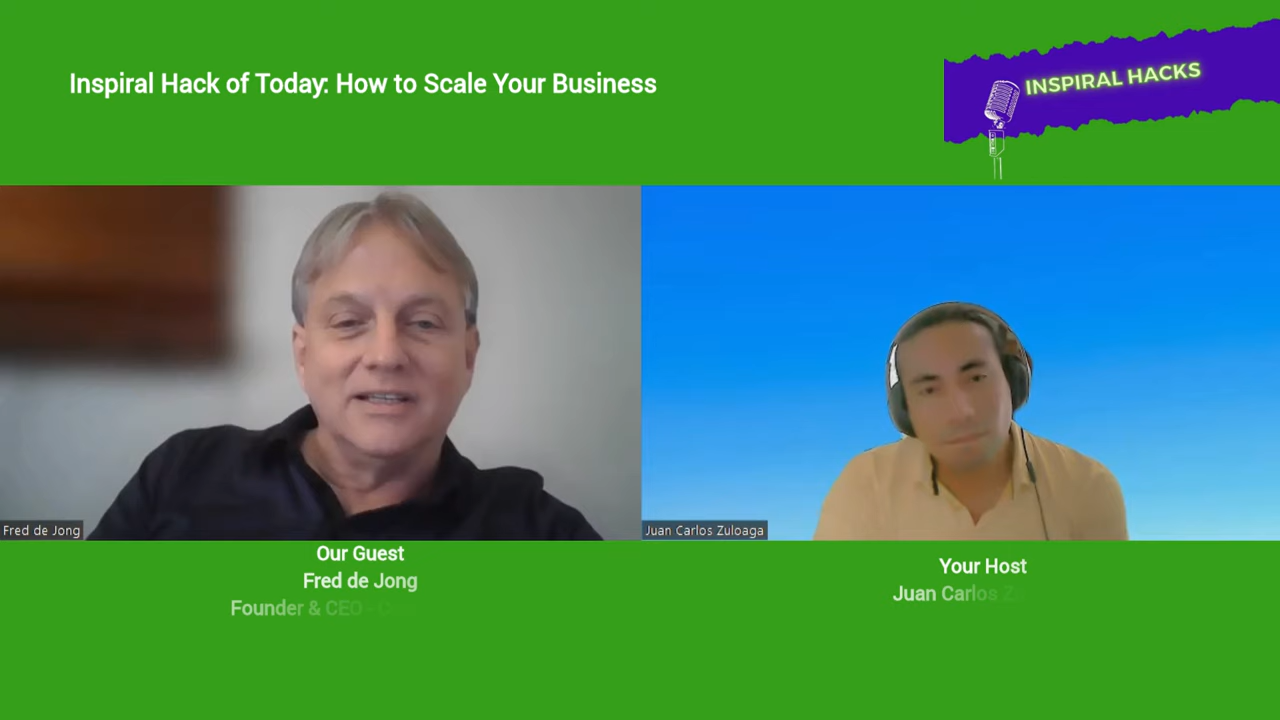 Inspiral Hack of Today: How to Scale Your Business
INSPIRAL HACKS
Fred de Jong
Juan Carlos Zuloaga
Our Guest
Fred de Jong
Founder & CEO -
Your Host
Juan Carlos